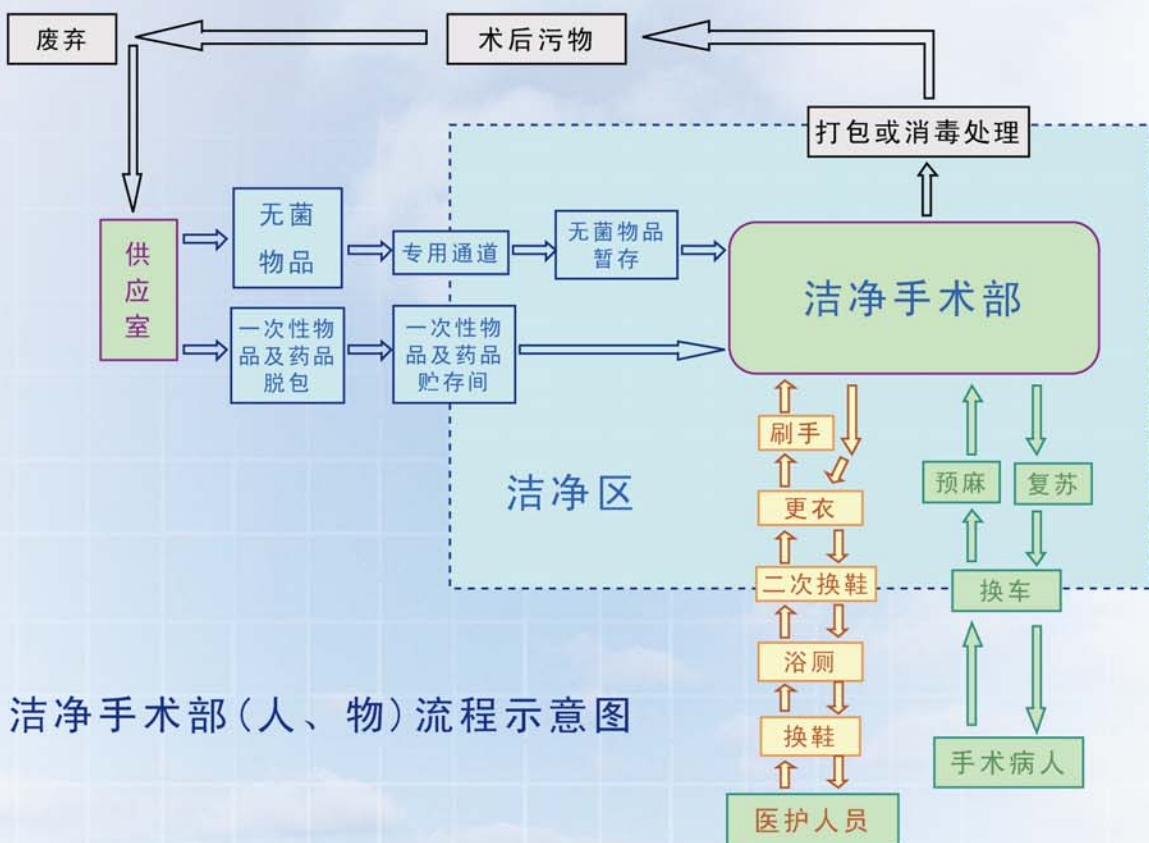 废弃
术后污物
打包或消毒处理
供
应
室
无菌
物品
专用通道
无菌物品
暂存
洁净手术部
一次性物
品及药品
脱包
一次性物
品及药品
贮存间
刷手
预麻
复苏
洁净区
更衣
二次换鞋
换车
浴厕
洁净手术部(人、物)流程示意图
换鞋
手术病人
医护人员